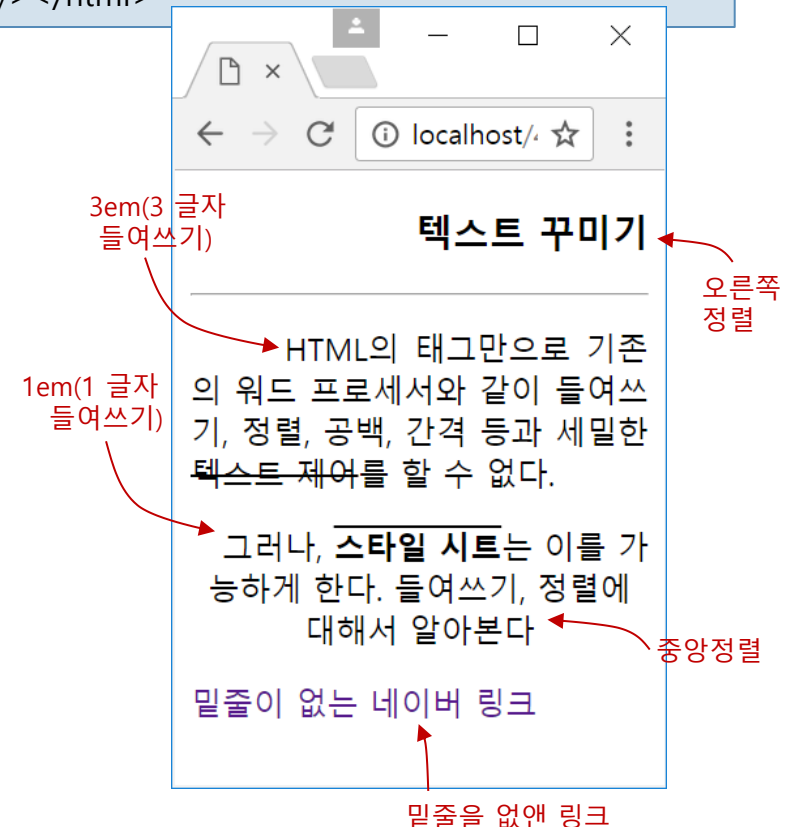 /></html>
localhost/4
3em(3 글자
들여쓰기)
텍스트 꾸미기
오른쪽
정렬
HTML의 태그만으로 기존
의 워드 프로세서와 같이 들여쓰
기, 정렬, 공백, 간격 등과 세밀한
텍스트 제어를 할 수 없다.
1em(1 글자
들여쓰기)
그러나, 스타일 시트는 이를 가
능하게 한다. 들여쓰기, 정렬에
대해서 알아본다
중앙정렬
밑줄이 없는 네이버 링크
밑줄을 없앤 링크